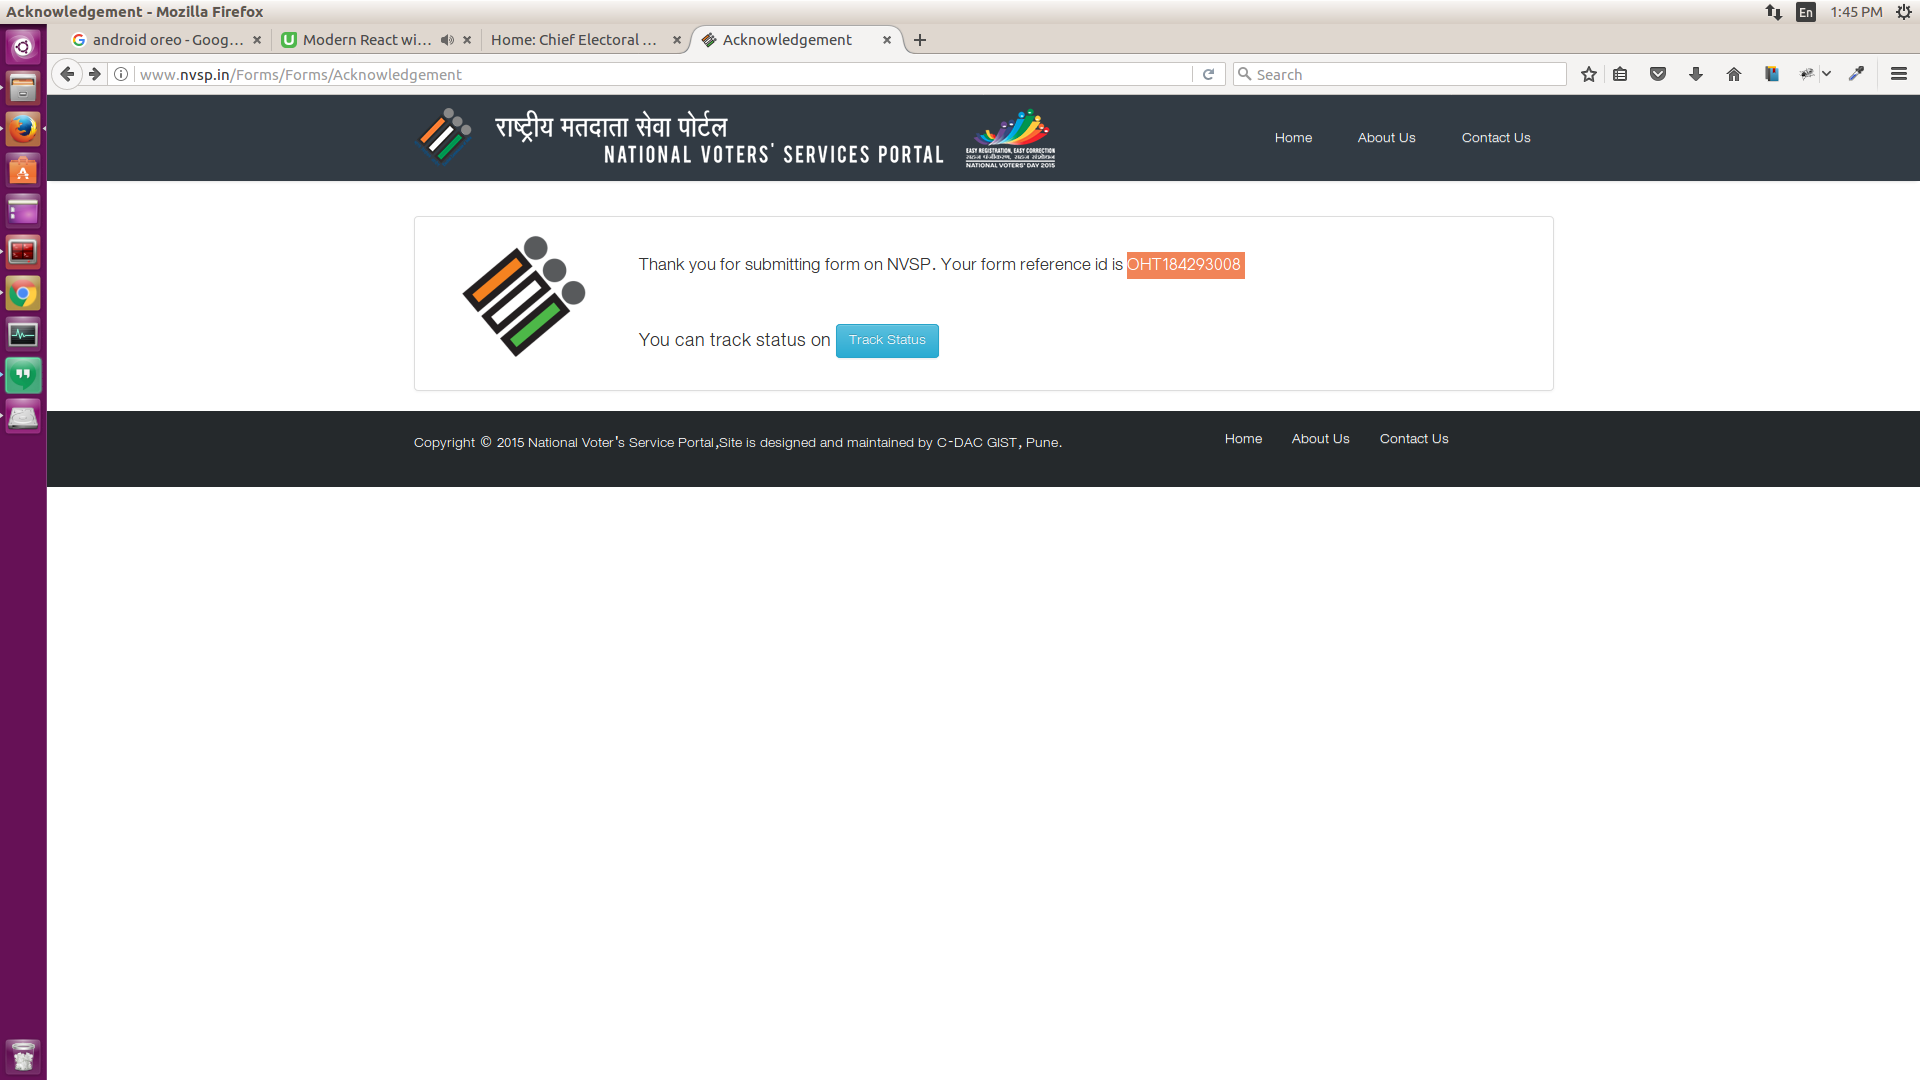 Acknowledgement - Mozilla Firefox
En
1:45 PM
android oreo - Goog...
Modern React wi...
Home: Chief Electoral ...
Acknowledgement
www.nvsp.in/Forms/Forms/Acknowledgement
Search
राष्ट्रीय मतदाता सेवा पोर्टल
NATIONAL VOTERS' SERVICES PORTAL
EASY REGISTRATION, EASY CORRECTION
NATIONAL VOTERS' DAY 2015
Home
About Us
Contact Us
Thank you for submitting form on NVSP. Your form reference id is OHT184293008
You can track status on Track Status
Copyright © 2015 National Voter's Service Portal,Site is designed and maintained by C-DAC GIST, Pune.
Home
About Us
Contact Us